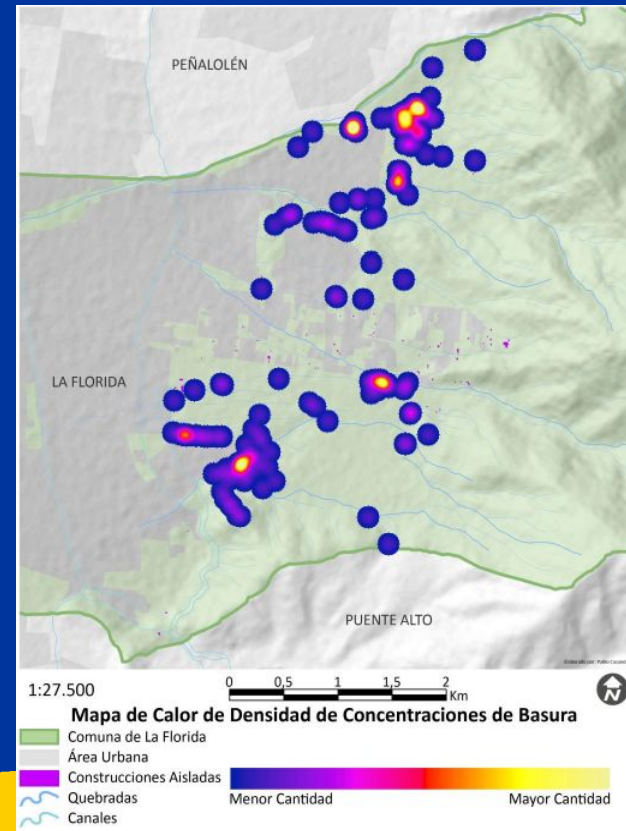 PEÑALOLÉN
LA FLORIDA
PUENTE ALTO
1:27.500
0 0,5 1 1,5 2
Km
N
Mapa de Calor de Densidad de Concentraciones de Basura
Comuna de La Florida
Área Urbana
Construcciones Aisladas
Quebradas
Canales
Menor Cantidad
Mayor Cantidad